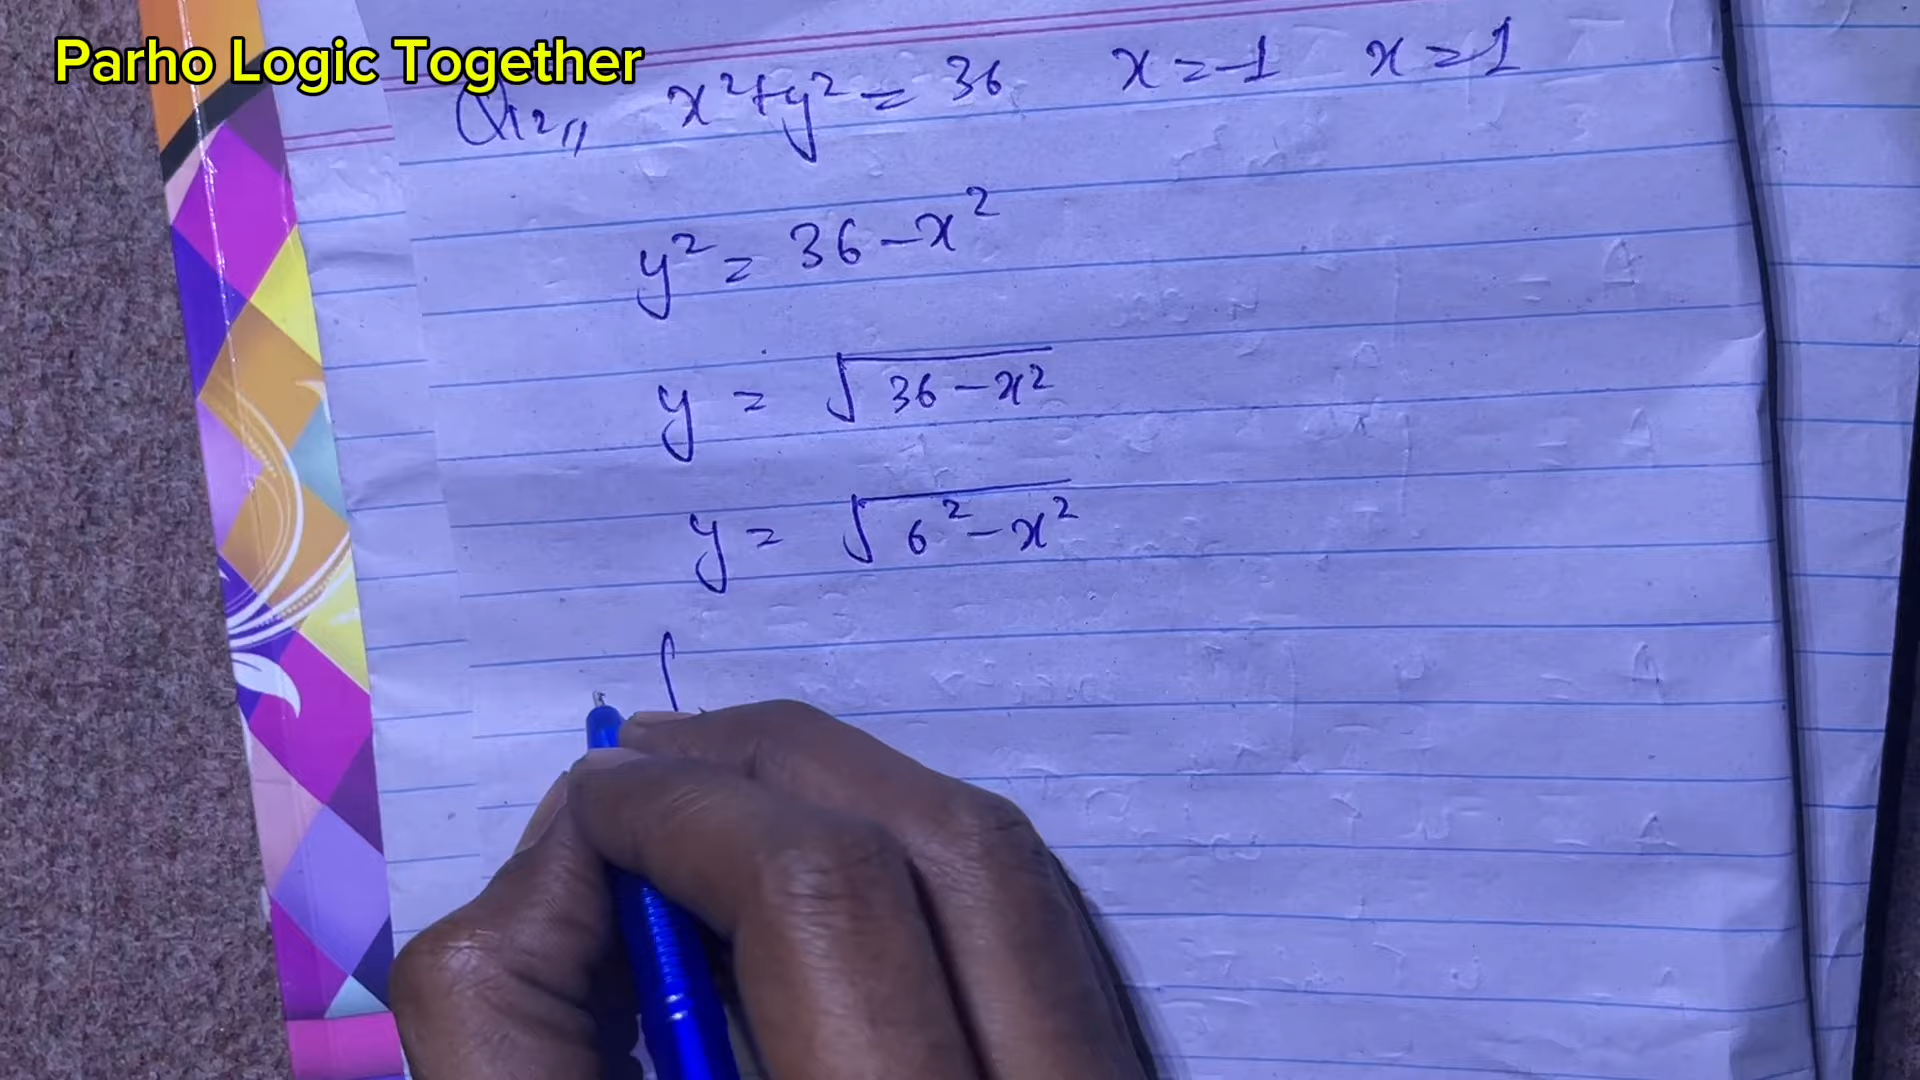 Parho Logic Together
Q12,, x²+y² = 36 x = -1 x = 1
y² = 36 - x²
y = √36 - x²
y = √6² - x²
∫